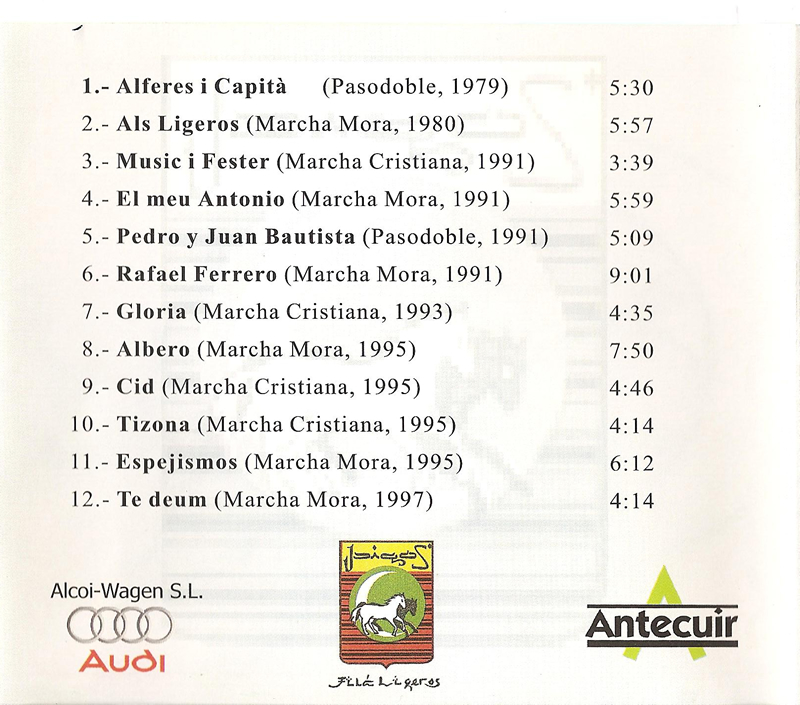 1.- Alferes i Capità (Pasodoble, 1979) 5:30
2.- Als Ligeros (Marcha Mora, 1980) 5:57
3.- Music i Fester (Marcha Cristiana, 1991) 3:39
4.- El meu Antonio (Marcha Mora, 1991) 5:59
5.- Pedro y Juan Bautista (Pasodoble, 1991) 5:09
6.- Rafael Ferrero (Marcha Mora, 1991) 9:01
7.- Gloria (Marcha Cristiana, 1993) 4:35
8.- Albero (Marcha Mora, 1995) 7:50
9.- Cid (Marcha Cristiana, 1995) 4:46
10.- Tizona (Marcha Cristiana, 1995) 4:14
11.- Espejismos (Marcha Mora, 1995) 6:12
12.- Te deum (Marcha Mora, 1997) 4:14
Alcoi-Wagen S.L.
Audi
Filá Ligeros
Antecuir